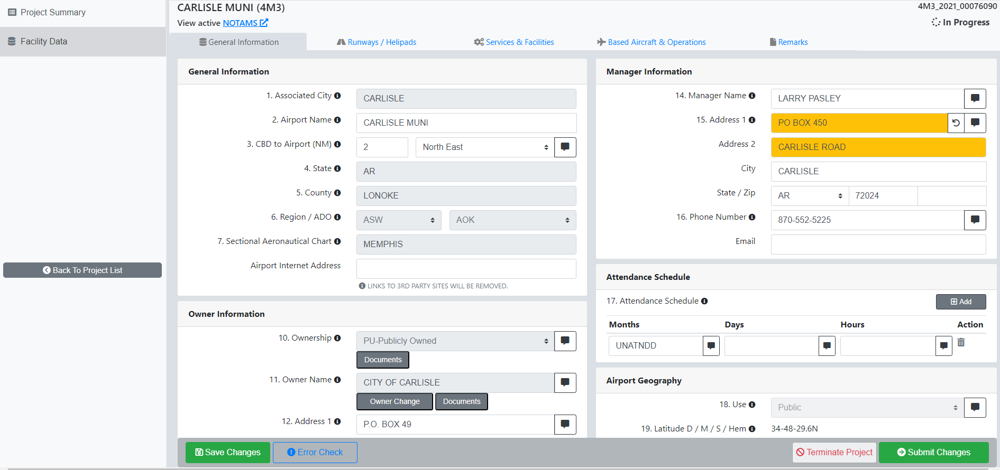 Project Summary
Facility Data
Back To Project List
CARLISLE MUNI (4M3)
View active NOTAMS
4M3_2021_00076090
In Progress
General Information
Runways / Helipads
Services & Facilities
Based Aircraft & Operations
Remarks
General Information
1. Associated City
CARLISLE
2. Airport Name
CARLISLE MUNI
3. CBD to Airport (NM)
2
North East
4. State
AR
5. County
LONOKE
6. Region / ADO
ASW
AOK
7. Sectional Aeronautical Chart
MEMPHIS
Airport Internet Address
LINKS TO 3RD PARTY SITES WILL BE REMOVED.
Owner Information
10. Ownership
PU-Publicly Owned
Documents
11. Owner Name
CITY OF CARLISLE
Owner Change
Documents
12. Address 1
P.O. BOX 49
Manager Information
14. Manager Name
LARRY PASLEY
15. Address 1
PO BOX 450
Address 2
CARLISLE ROAD
City
CARLISLE
State / Zip
AR
72024
16. Phone Number
870-552-5225
Email
Attendance Schedule
17. Attendance Schedule
Add
Months
Days
Hours
Action
UNATNDD
Airport Geography
18. Use
Public
19. Latitude D / M / S / Hem
34-48-29.6N
Save Changes
Error Check
Terminate Project
Submit Changes